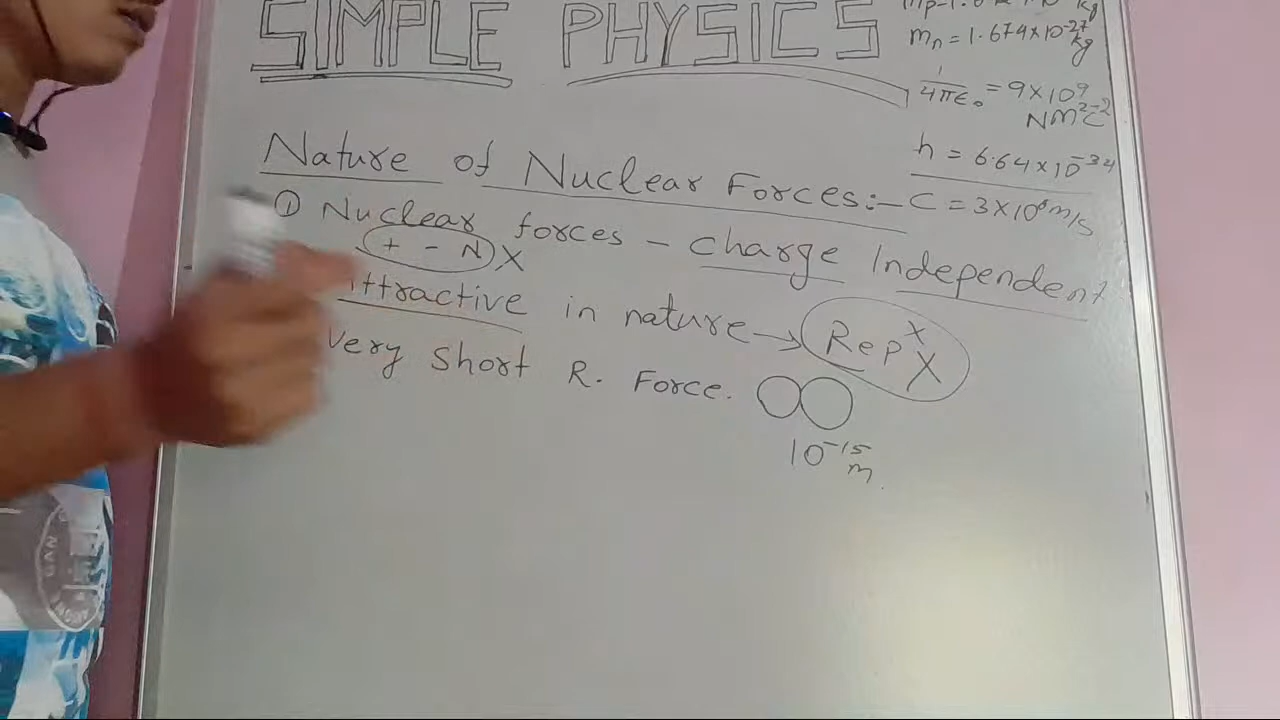 SIMPLE PHYSICS
mₙ = 1.674×10⁻²⁷ kg
1/4πε₀ = 9×10⁹ NM²C⁻²
h = 6.64×10⁻³⁴
C = 3×10⁸m/s
Nature of Nuclear Forces:-
① Nuclear forces - charge Independent
+ - N X
ttractive in nature → Rep X X
Very short R. Force.
10⁻¹⁵ m